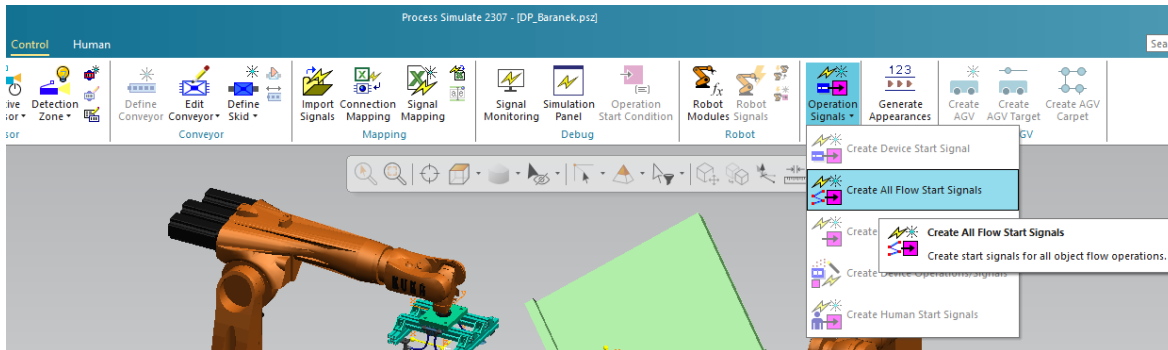 Process Simulate 2307 - [DP_Baranek.psz]
Control Human
Sea
Detection Zone
Define Conveyor
Edit Conveyor
Define Skid
Import Signals
Connection Mapping
Signal Mapping
Signal Monitoring
Simulation Panel
Operation Start Condition
Robot Modules
Robot Signals
Operation Signals
123
Generate Appearances
Create AGV
Create AGV Target
Create AGV Carpet
Conveyor
Mapping
Debug
Robot
Create Device Start Signal
Create All Flow Start Signals
Create
Create All Flow Start Signals
Create start signals for all object flow operations.
Create Device Operations/Signals
Create Human Start Signals
KUKA